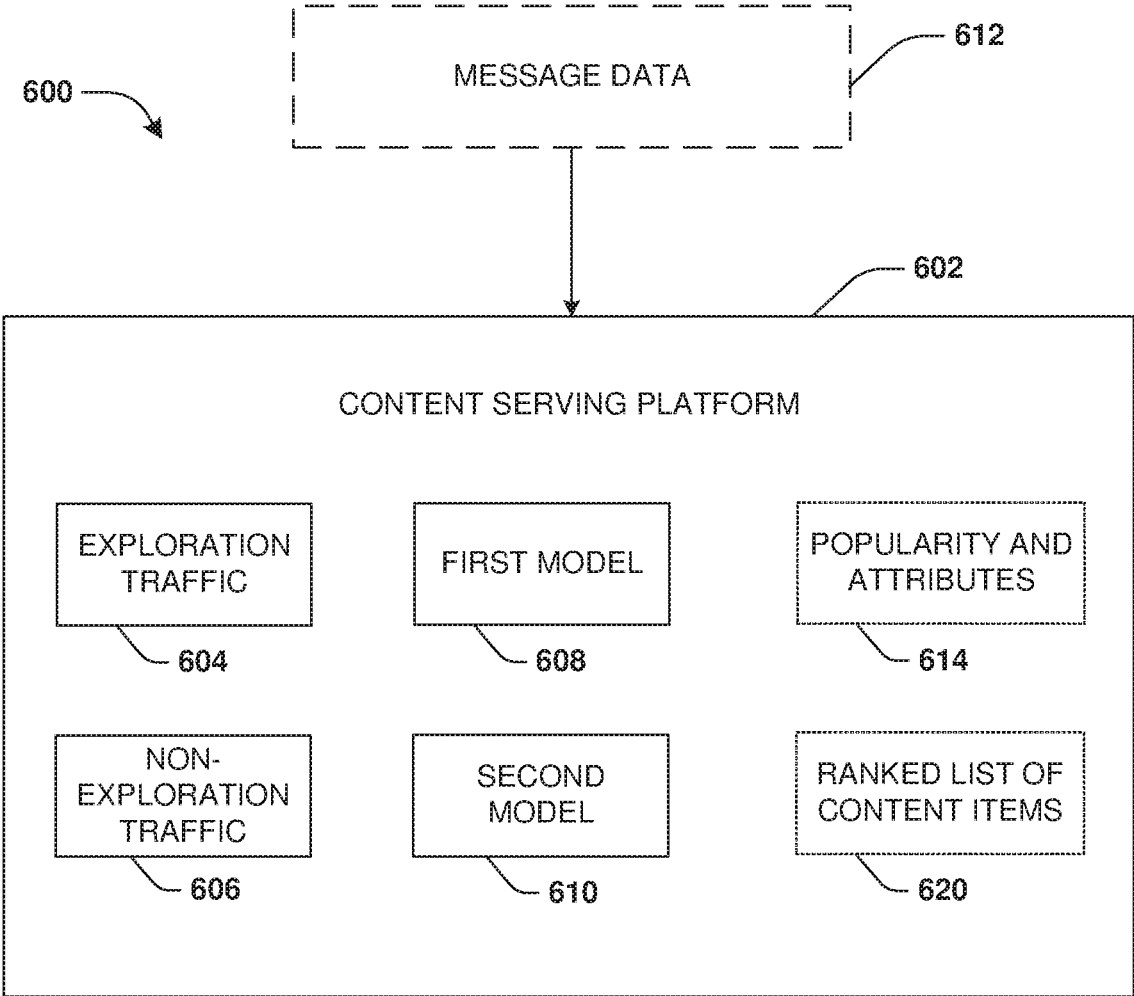 MESSAGE DATA
612
600
602
CONTENT SERVING PLATFORM
EXPLORATION
TRAFFIC
604
FIRST MODEL
608
POPULARITY AND
ATTRIBUTES
614
NON-
EXPLORATION
TRAFFIC
606
SECOND
MODEL
610
RANKED LIST OF
CONTENT ITEMS
620